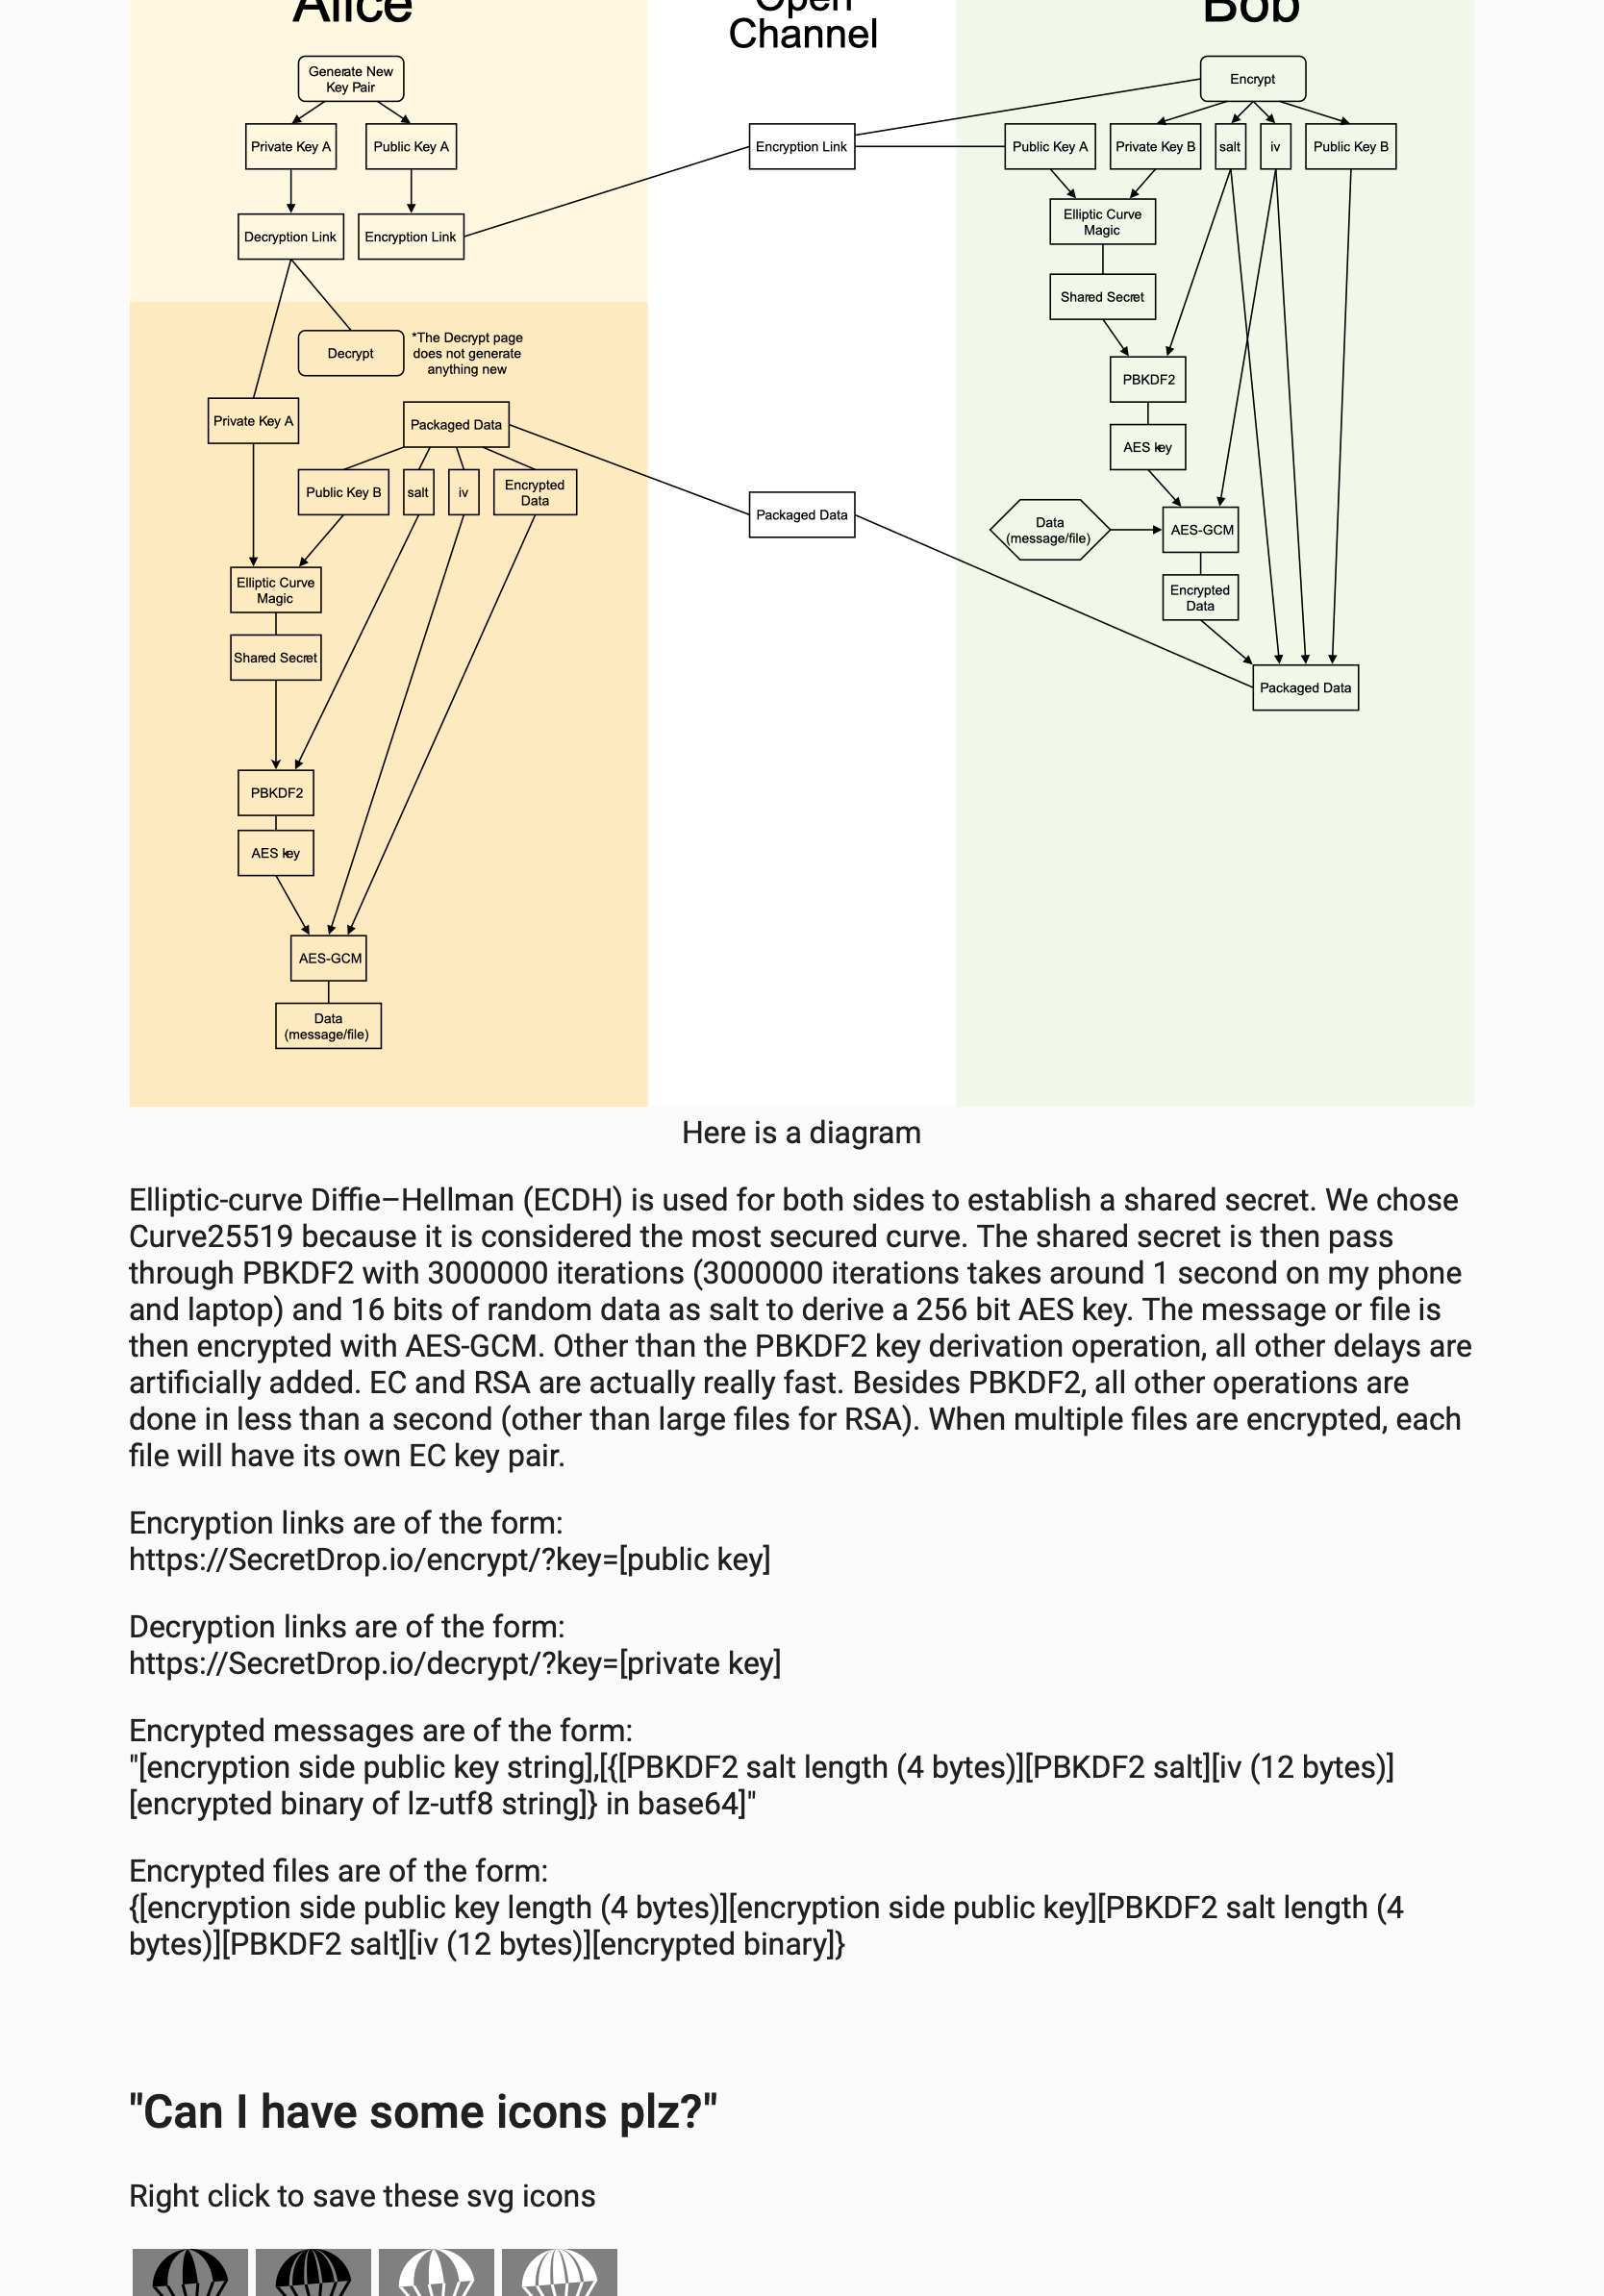 Alice
Open
Channel
Bob
Generate New
Key Pair
Private Key A
Public Key A
Decryption Link
Encryption Link
Encryption Link
Encrypt
Public Key A
Private Key B
salt
iv
Public Key B
Elliptic Curve
Magic
Shared Secret
PBKDF2
AES key
Data
(message/file)
AES-GCM
Encrypted
Data
Packaged Data
Packaged Data
Decrypt
*The Decrypt page
does not generate
anything new
Private Key A
Packaged Data
Public Key B
salt
iv
Encrypted
Data
Elliptic Curve
Magic
Shared Secret
PBKDF2
AES key
AES-GCM
Data
(message/file)
Here is a diagram
Elliptic-curve Diffie–Hellman (ECDH) is used for both sides to establish a shared secret. We chose
Curve25519 because it is considered the most secured curve. The shared secret is then pass
through PBKDF2 with 3000000 iterations (3000000 iterations takes around 1 second on my phone
and laptop) and 16 bits of random data as salt to derive a 256 bit AES key. The message or file is
then encrypted with AES-GCM. Other than the PBKDF2 key derivation operation, all other delays are
artificially added. EC and RSA are actually really fast. Besides PBKDF2, all other operations are
done in less than a second (other than large files for RSA). When multiple files are encrypted, each
file will have its own EC key pair.
Encryption links are of the form:
https://SecretDrop.io/encrypt/?key=[public key]
Decryption links are of the form:
https://SecretDrop.io/decrypt/?key=[private key]
Encrypted messages are of the form:
"[encryption side public key string],[{[PBKDF2 salt length (4 bytes)][PBKDF2 salt][iv (12 bytes)]
[encrypted binary of lz-utf8 string]} in base64]"
Encrypted files are of the form:
{[encryption side public key length (4 bytes)][encryption side public key][PBKDF2 salt length (4
bytes)][PBKDF2 salt][iv (12 bytes)][encrypted binary]}
"Can I have some icons plz?"
Right click to save these svg icons